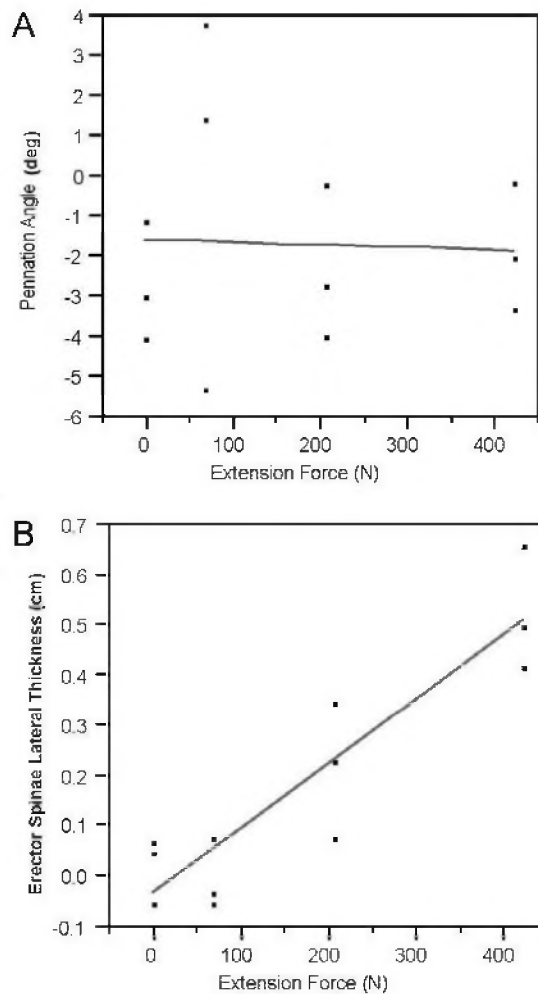 A
4
3
2
1
0
-1
-2
-3
-4
-5
-6
Pennation Angle (deg)
0 100 200 300 400
Extension Force (N)
B
0.7
0.6
0.5
0.4
0.3
0.2
0.1
0.0
-0.1
Erector Spinae Lateral Thickness (cm)
0 100 200 300 400
Extension Force (N)